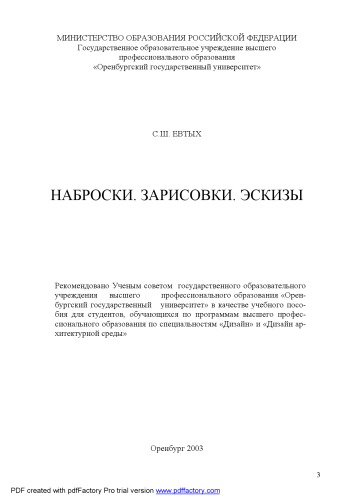 МИНИСТЕРСТВО ОБРАЗОВАНИЯ РОССИЙСКОЙ ФЕДЕРАЦИИ
Государственное образовательное учреждение высшего
профессионального образования
«Оренбургский государственный университет»
С.Ш. ЕВТЫХ
НАБРОСКИ. ЗАРИСОВКИ. ЭСКИЗЫ
Рекомендовано Ученым советом государственного образовательного
учреждения высшего профессионального образования «Орен-
бургский государственный университет» в качестве учебного посо-
бия для студентов, обучающихся по программам высшего профес-
сионального образования по специальностям «Дизайн» и «Дизайн ар-
хитектурной среды»
Оренбург 2003
3
PDF created with pdfFactory Pro trial version www.pdffactory.com